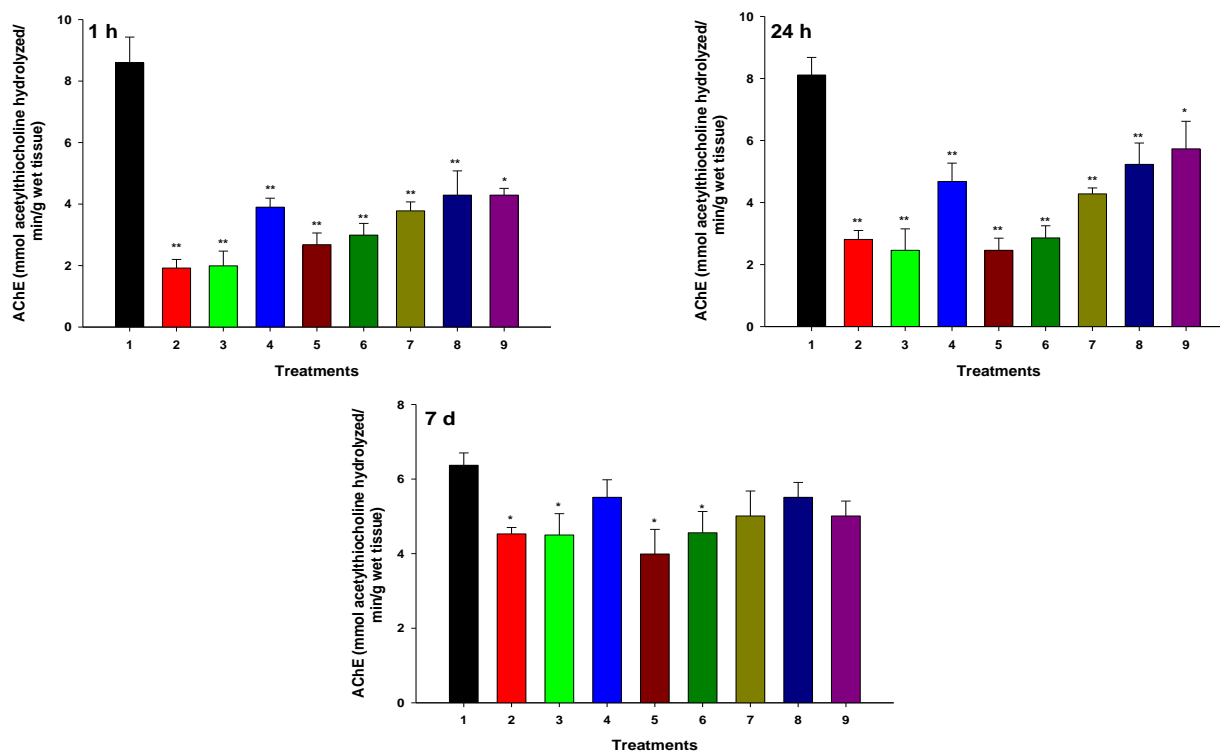 1 h
AChE (mmol acetylthiocholine hydrolyzed/
min/g wet tissue)
10
8
6
4
2
0
**
**
**
**
**
**
**
*
1 2 3 4 5 6 7 8 9
Treatments
24 h
AChE (mmol acetylthiocholine hydrolyzed/
min/g wet tissue)
10
8
6
4
2
0
**
**
**
**
**
**
**
*
1 2 3 4 5 6 7 8 9
Treatments
7 d
AChE (mmol acetylthiocholine hydrolyzed/
min/g wet tissue)
8
6
4
2
0
*
*
*
*
1 2 3 4 5 6 7 8 9
Treatments